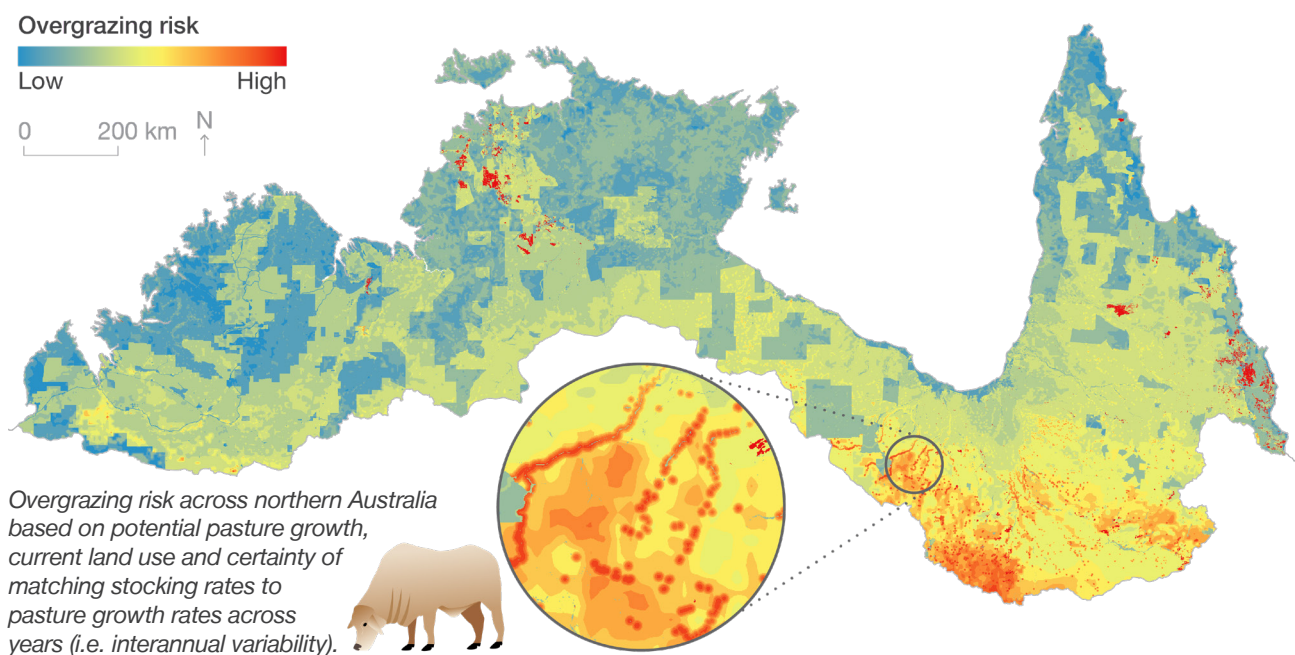 Overgrazing risk
Low High
0 200 km N
Overgrazing risk across northern Australia
based on potential pasture growth,
current land use and certainty of
matching stocking rates to
pasture growth rates across
years (i.e. interannual variability).